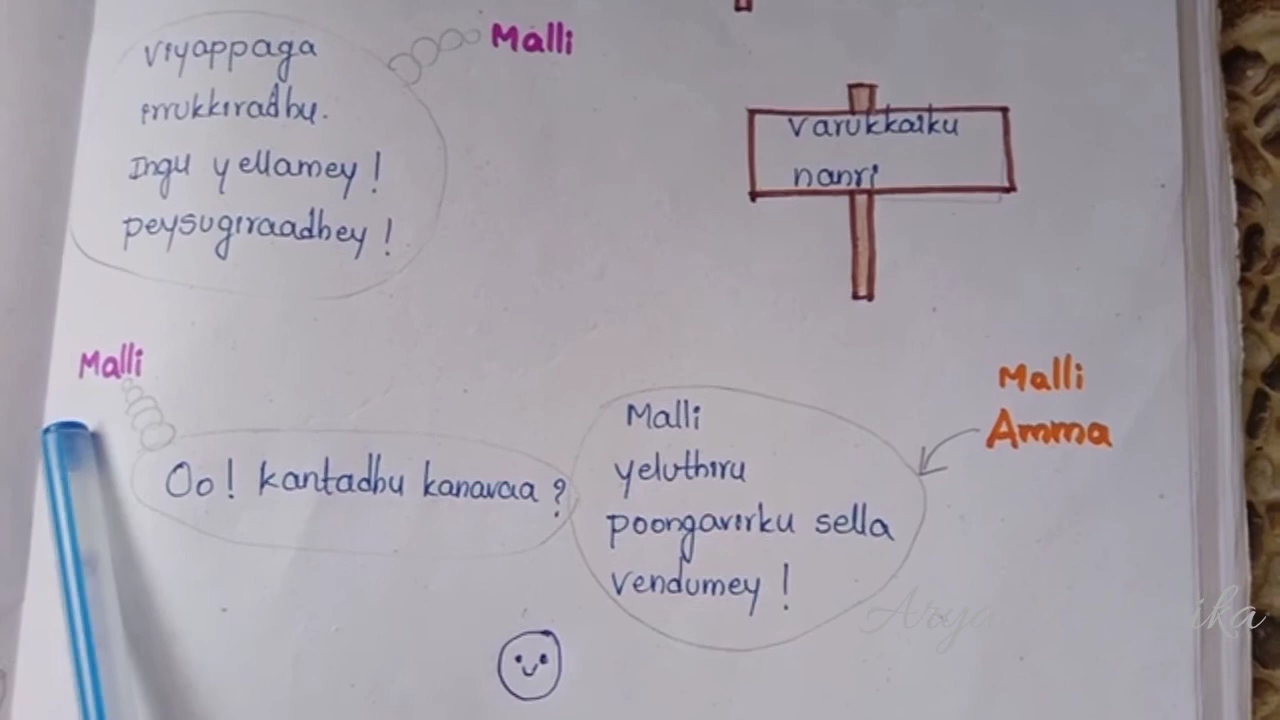 Malli
viyappaga
irrukkiradhu.
Ingu yellamey !
peysugiraadhey !
varukkaiku
nanri
Malli
Oo! kantadhu kanavaa ?
Malli
Amma
Malli
yeluthiru
poongavirku sella
vendumey !